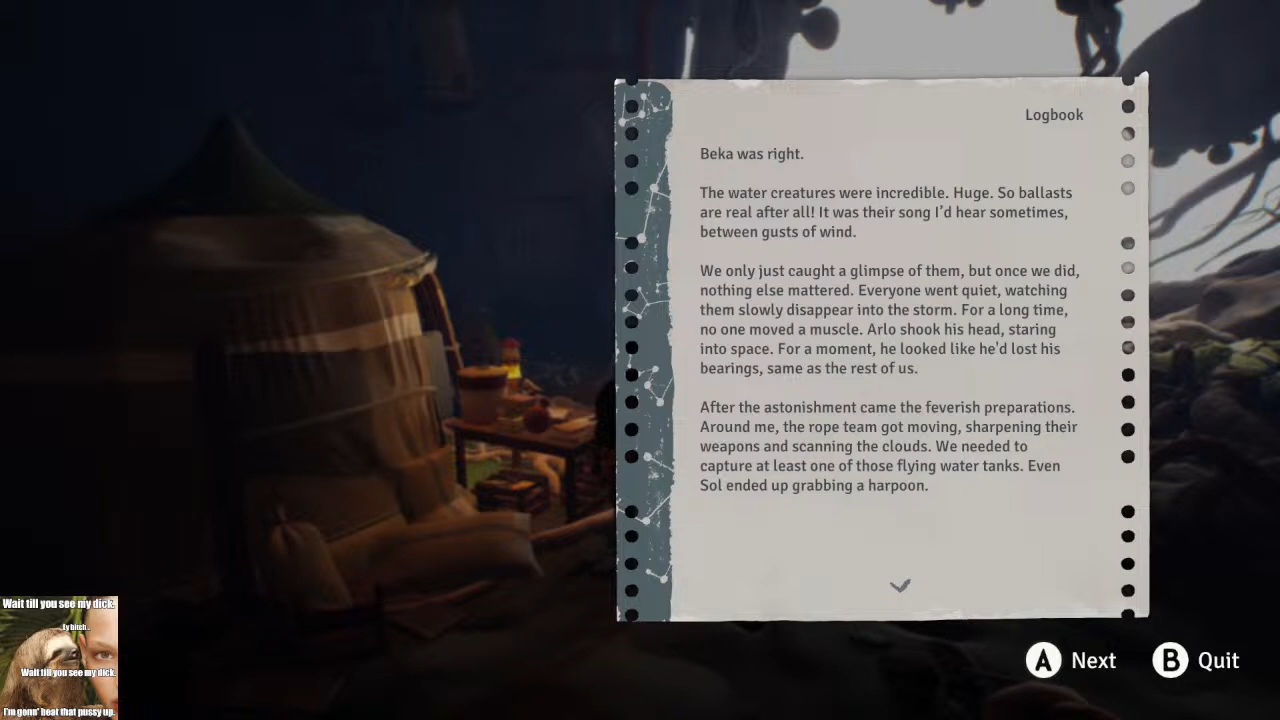 Logbook
Beka was right.
The water creatures were incredible. Huge. So ballasts
are real after all! It was their song I'd hear sometimes,
between gusts of wind.
We only just caught a glimpse of them, but once we did,
nothing else mattered. Everyone went quiet, watching
them slowly disappear into the storm. For a long time,
no one moved a muscle. Arlo shook his head, staring
into space. For a moment, he looked like he'd lost his
bearings, same as the rest of us.
After the astonishment came the feverish preparations.
Around me, the rope team got moving, sharpening their
weapons and scanning the clouds. We needed to
capture at least one of those flying water tanks. Even
Sol ended up grabbing a harpoon.
A Next B Quit
Wait till you see my dick.
Ey bitch..
Wait till you see my dick.
I'm gonn' beat that pussy up.